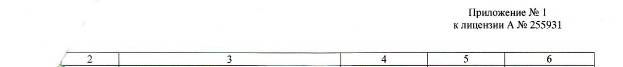 Приложение № 1
к лицензии А № 255931
2 3 4 5 6